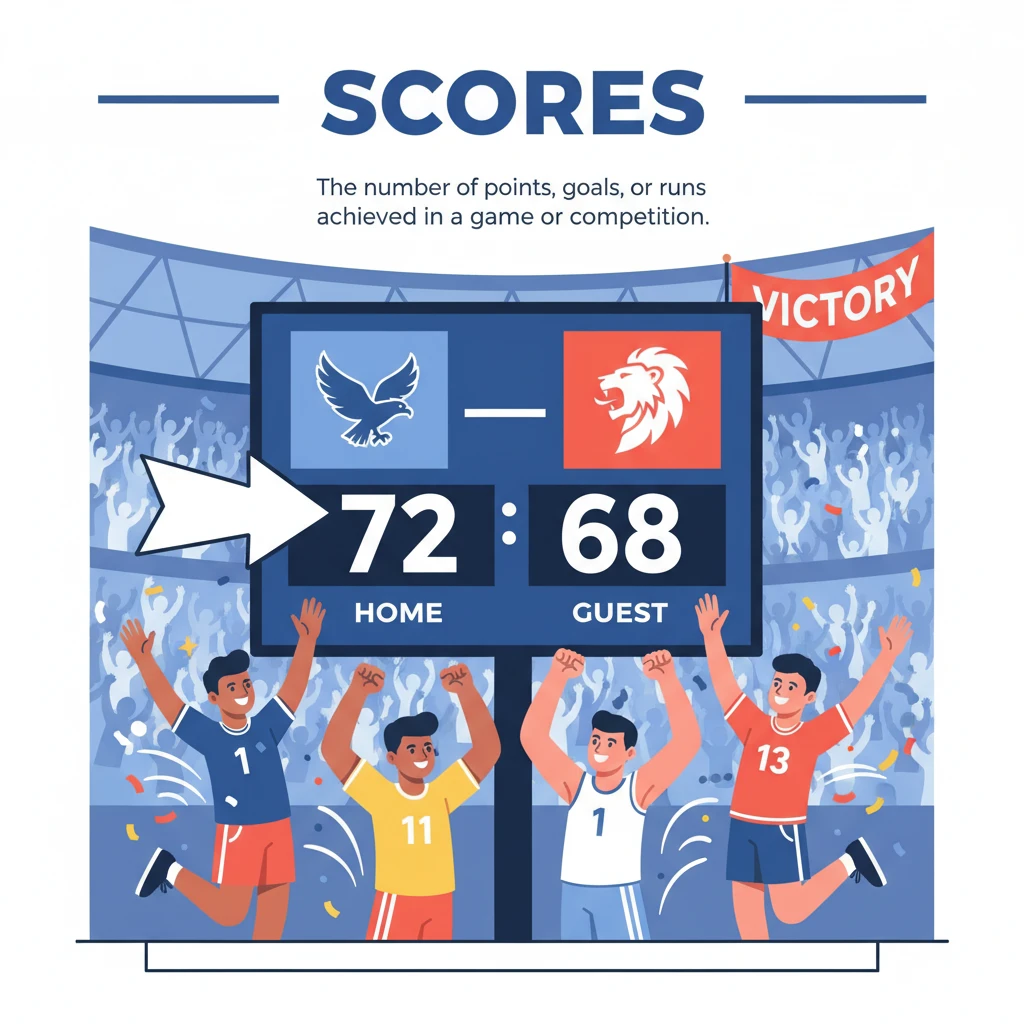 SCORES
The number of points, goals, or runs
achieved in a game or competition.
VICTORY
72 : 68
HOME GUEST
1
11
1
13